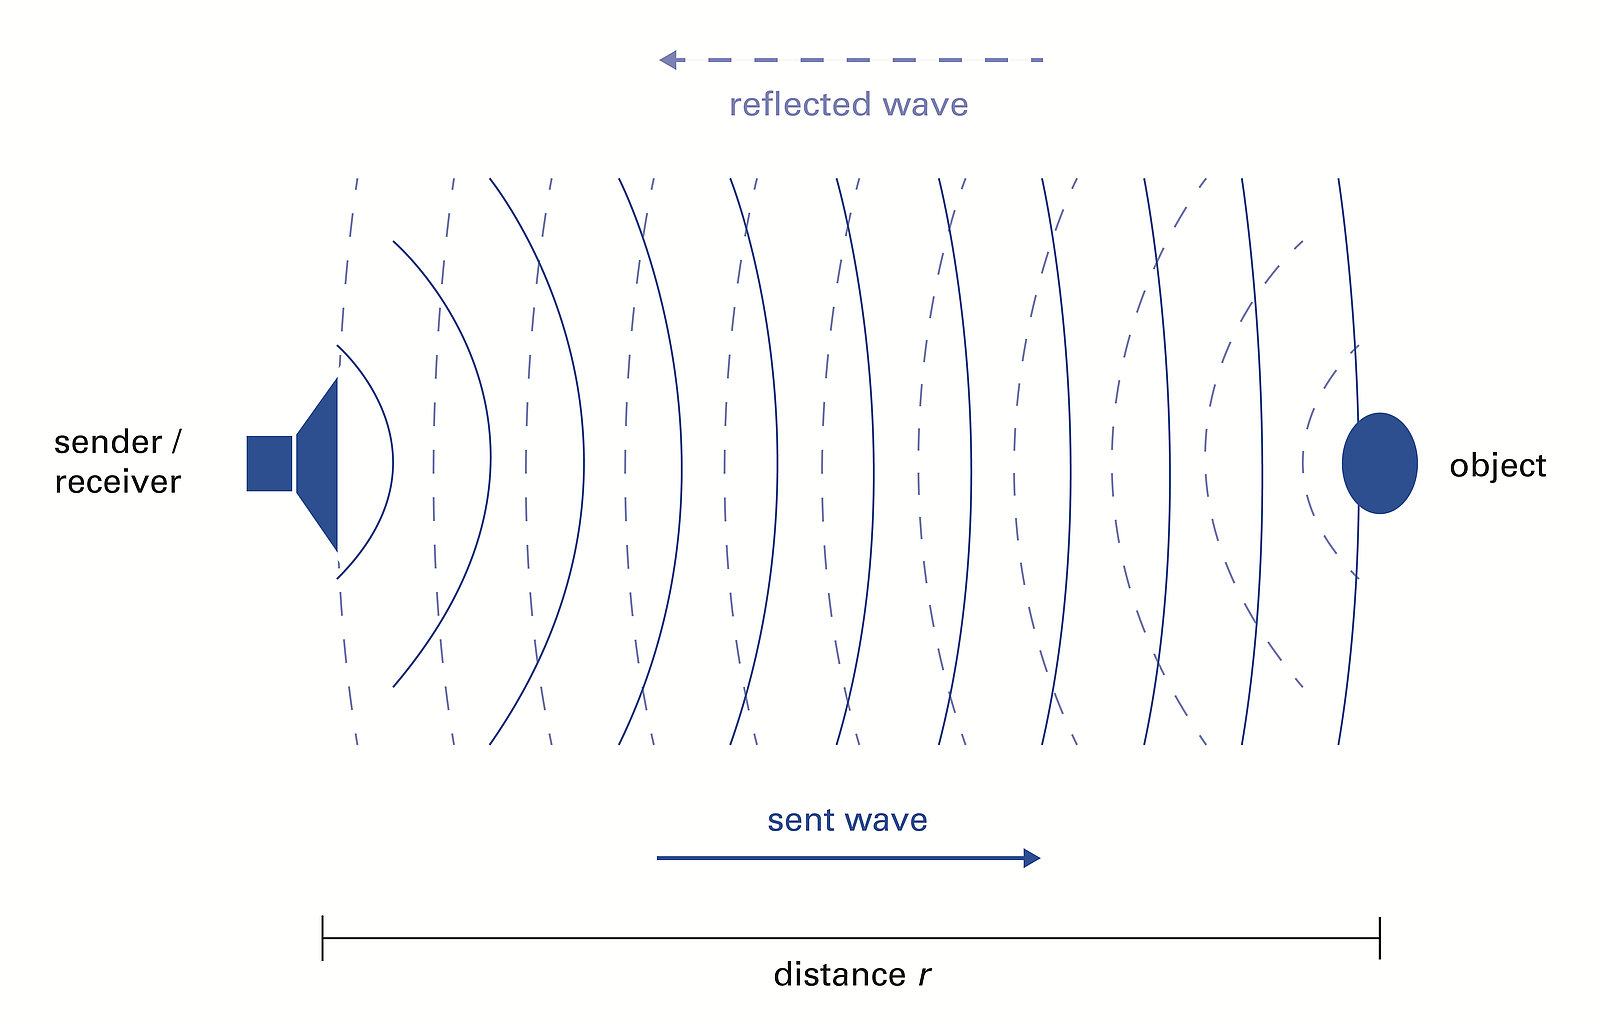 reflected wave
sender /
receiver
object
sent wave
distance r